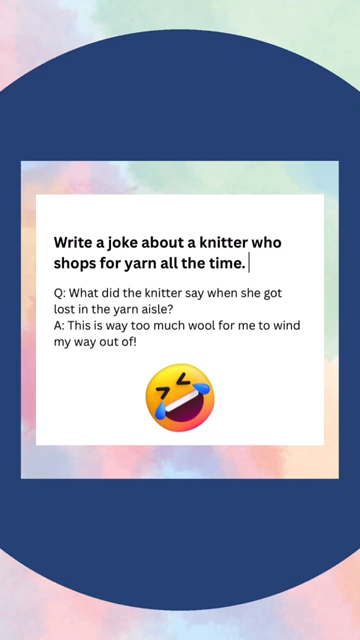 Write a joke about a knitter who
shops for yarn all the time.
Q: What did the knitter say when she got
lost in the yarn aisle?
A: This is way too much wool for me to wind
my way out of!